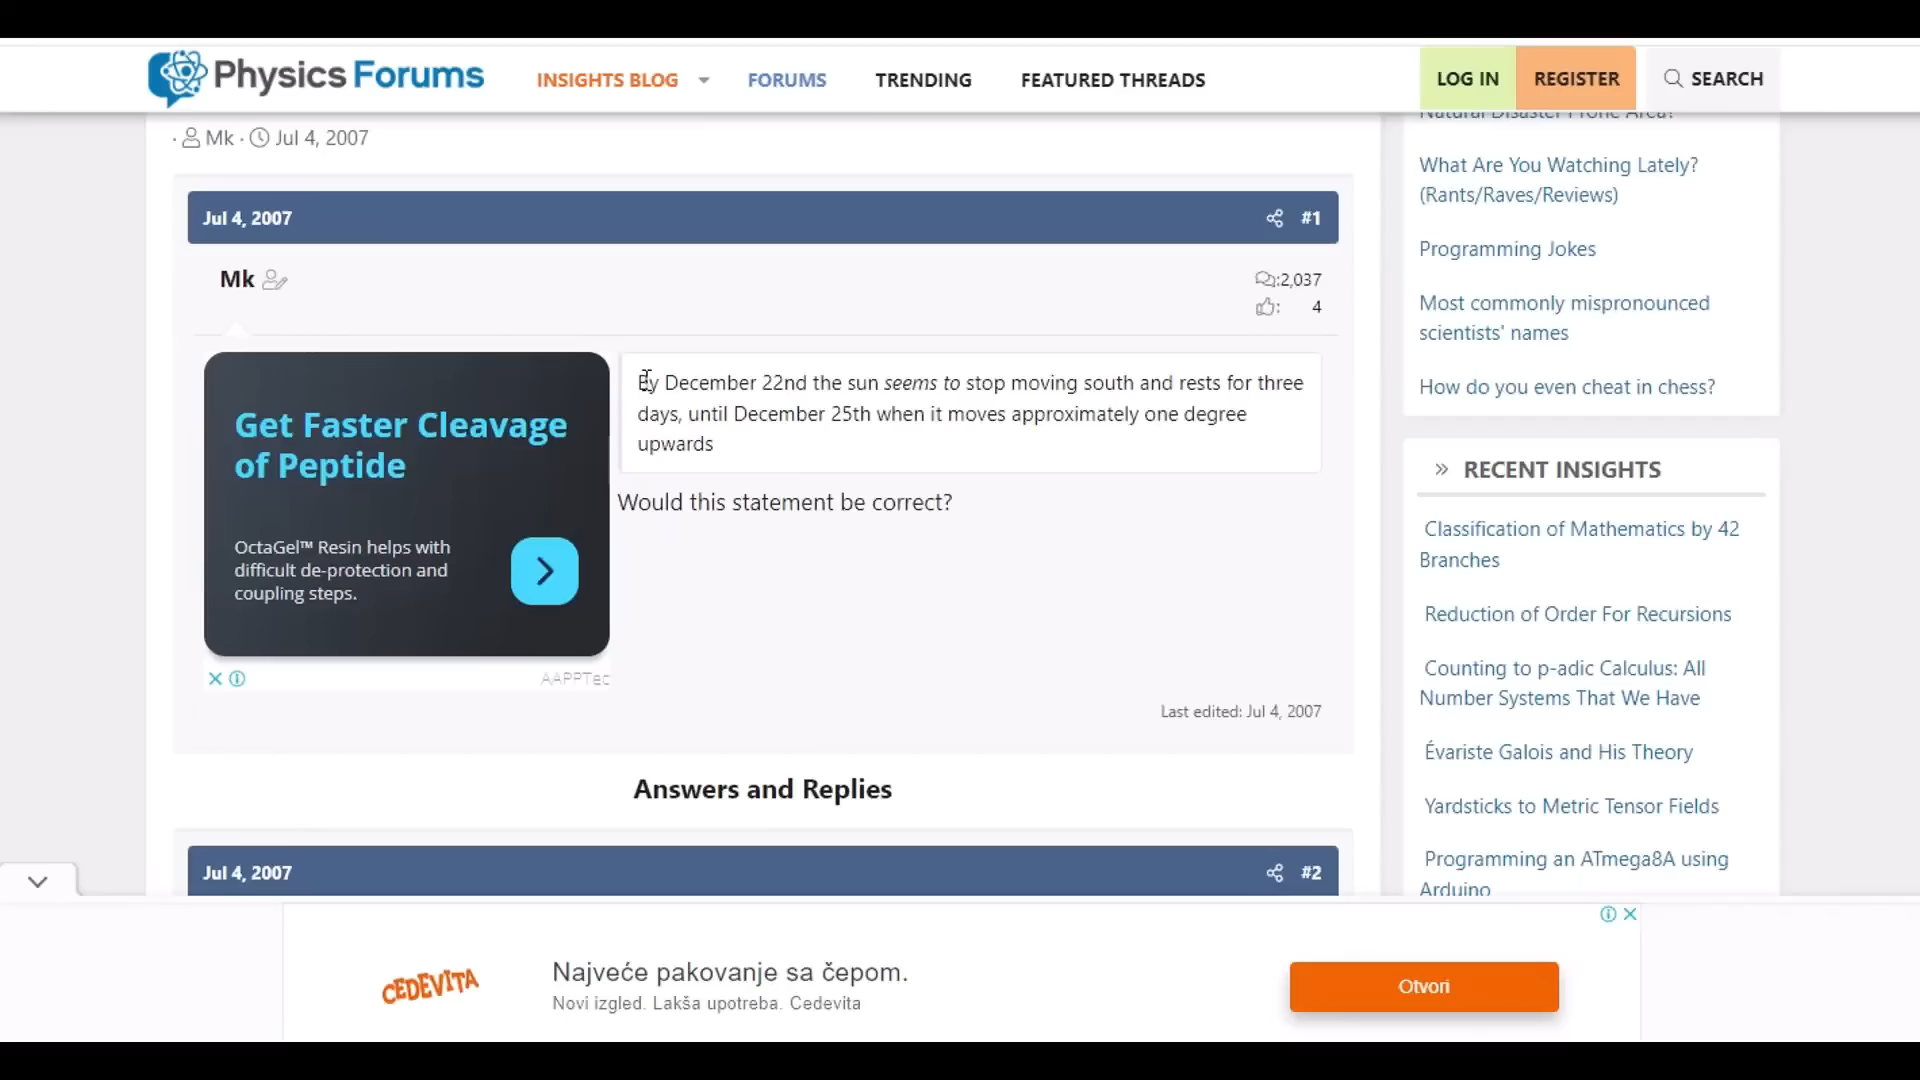 Physics Forums
INSIGHTS BLOG
FORUMS
TRENDING
FEATURED THREADS
LOG IN
REGISTER
SEARCH
· Mk · Jul 4, 2007
Jul 4, 2007
#1
Mk
:2,037
: 4
Get Faster Cleavage
of Peptide
OctaGel™ Resin helps with
difficult de-protection and
coupling steps.
AAPPTec
By December 22nd the sun seems to stop moving south and rests for three
days, until December 25th when it moves approximately one degree
upwards
Would this statement be correct?
Last edited: Jul 4, 2007
Answers and Replies
Jul 4, 2007
#2
Natural Disaster Prone Area?
What Are You Watching Lately?
(Rants/Raves/Reviews)
Programming Jokes
Most commonly mispronounced
scientists' names
How do you even cheat in chess?
» RECENT INSIGHTS
Classification of Mathematics by 42
Branches
Reduction of Order For Recursions
Counting to p-adic Calculus: All
Number Systems That We Have
Évariste Galois and His Theory
Yardsticks to Metric Tensor Fields
Programming an ATmega8A using
Arduino
CEDEVITA
Najveće pakovanje sa čepom.
Novi izgled. Lakša upotreba. Cedevita
Otvori